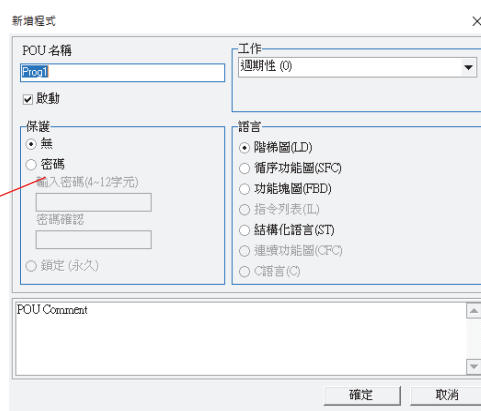 新增程式
POU 名稱
Prog1
啟動
工作
週期性 (0)
保護
無
密碼
輸入密碼(4~12字元)
密碼確認
鎖定 (永久)
語言
階梯圖(LD)
循序功能圖(SFC)
功能塊圖(FBD)
指令列表(IL)
結構化語言(ST)
連續功能圖(CFC)
C語言(C)
POU Comment
確定
取消